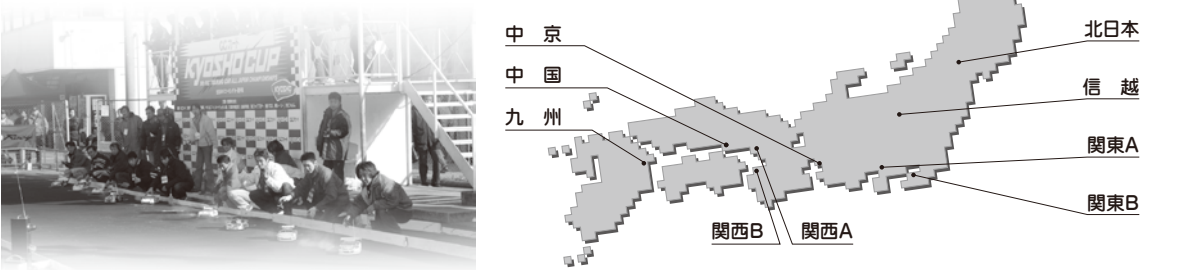 KYOSHO CUP
中 京
中 国
九 州
北日本
信 越
関東A
関東B
関西B
関西A